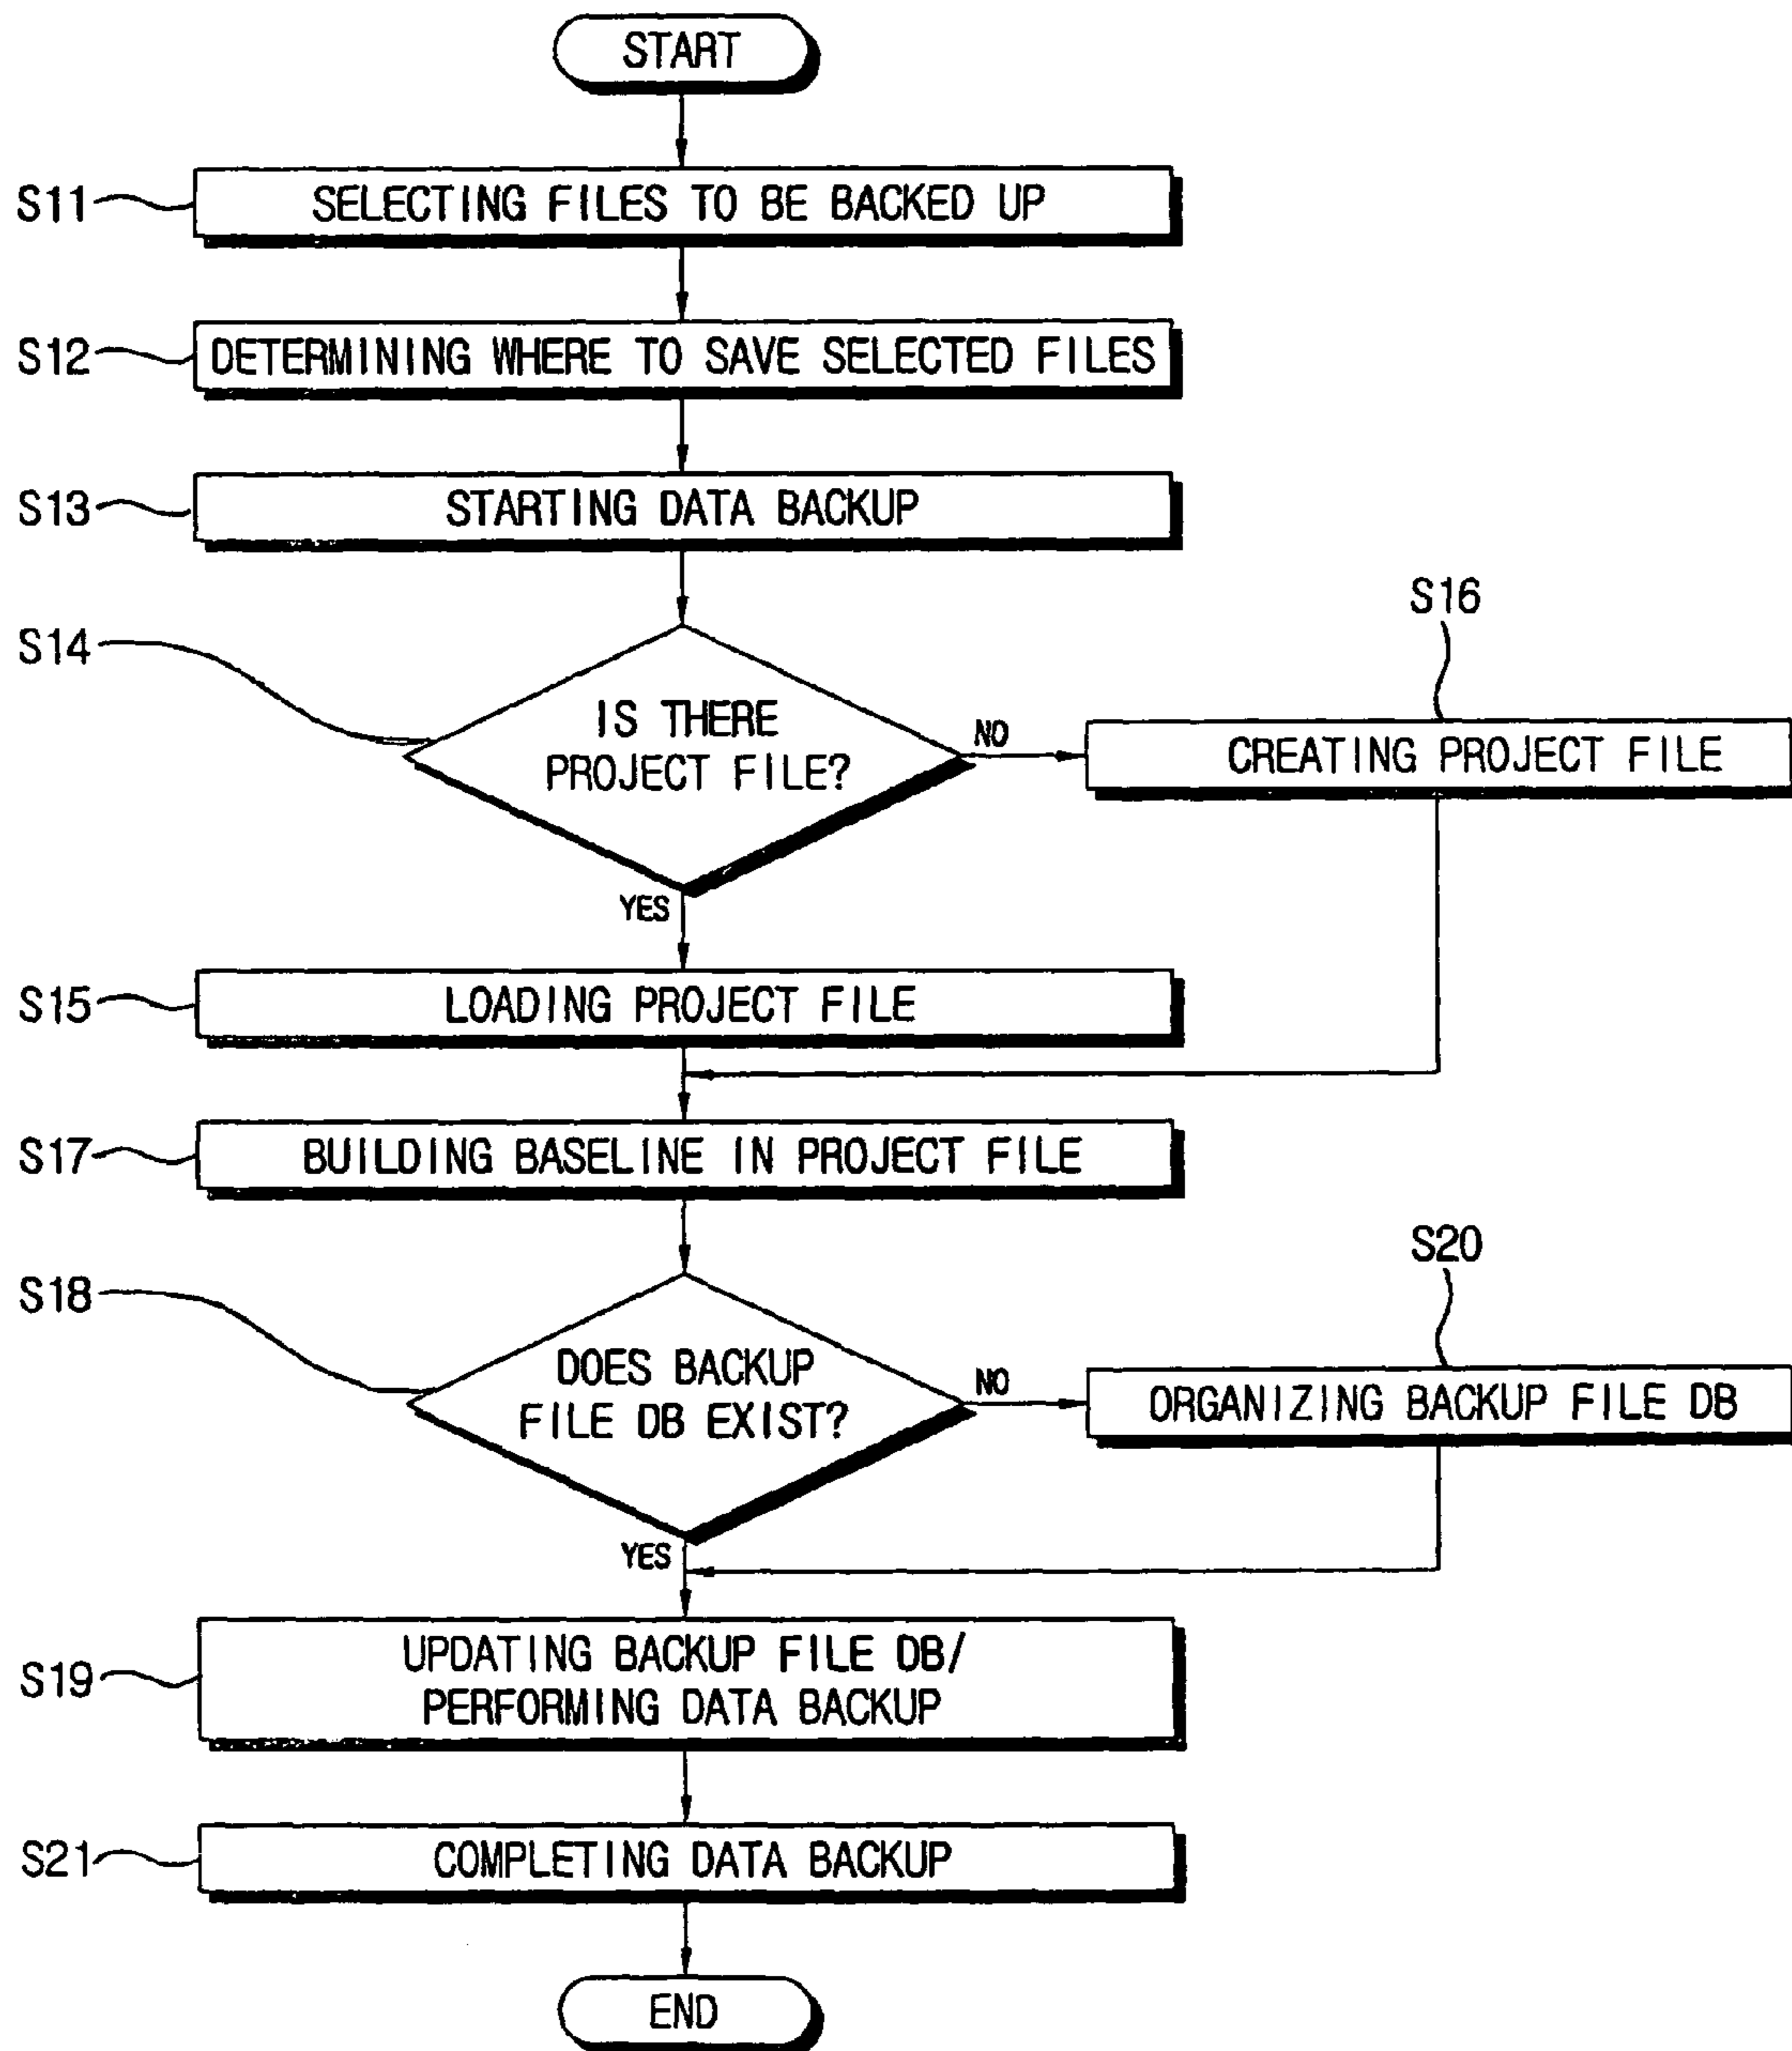 START
S11
SELECTING FILES TO BE BACKED UP
S12
DETERMINING WHERE TO SAVE SELECTED FILES
S13
STARTING DATA BACKUP
S14
IS THERE
PROJECT FILE?
NO
S16
CREATING PROJECT FILE
YES
S15
LOADING PROJECT FILE
S17
BUILDING BASELINE IN PROJECT FILE
S18
DOES BACKUP
FILE DB EXIST?
NO
S20
ORGANIZING BACKUP FILE DB
YES
S19
UPDATING BACKUP FILE DB/
PERFORMING DATA BACKUP
S21
COMPLETING DATA BACKUP
END